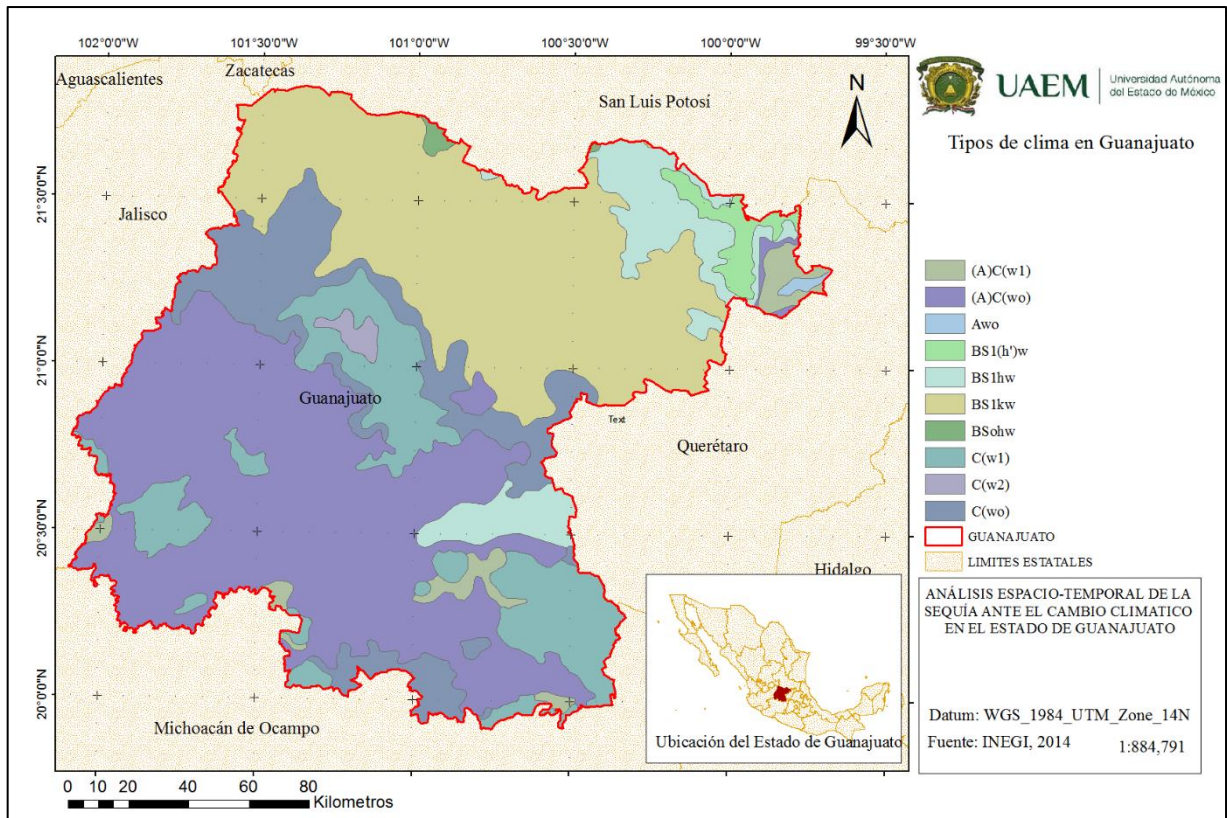 102°0'0"W 101°30'0"W 101°0'0"W 100°30'0"W 100°0'0"W 99°30'0"W
Aguascalientes
Zacatecas
San Luis Potosí
N
Jalisco
Guanajuato
Text
Querétaro
Hidalgo
Michoacán de Ocampo
21°30'0"N
21°0'0"N
20°30'0"N
20°0'0"N
Ubicación del Estado de Guanajuato
0 10 20 40 60 80
Kilometros
UAEM
Universidad Autónoma
del Estado de México
Tipos de clima en Guanajuato
(A)C(w1)
(A)C(wo)
Awo
BS1(h')w
BS1hw
BS1kw
BSohw
C(w1)
C(w2)
C(wo)
GUANAJUATO
LIMITES ESTATALES
ANÁLISIS ESPACIO-TEMPORAL DE LA
SEQUÍA ANTE EL CAMBIO CLIMATICO
EN EL ESTADO DE GUANAJUATO
Datum: WGS_1984_UTM_Zone_14N
Fuente: INEGI, 2014 1:884,791